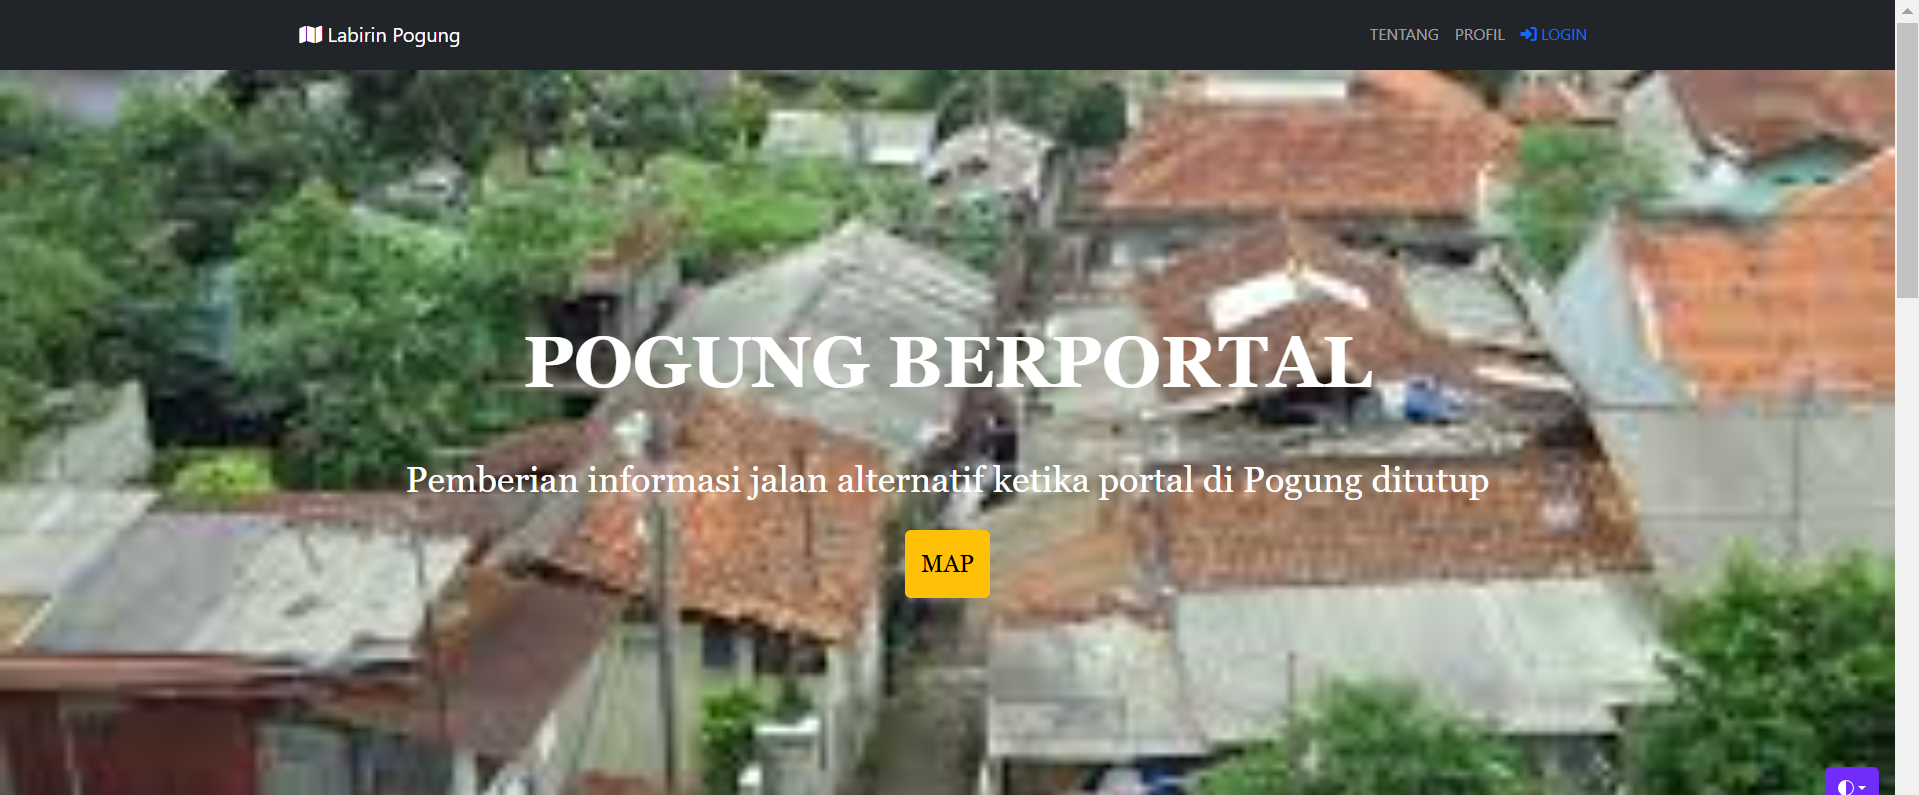 Labirin Pogung
TENTANG PROFIL LOGIN
POGUNG BERPORTAL
Pemberian informasi jalan alternatif ketika portal di Pogung ditutup
MAP